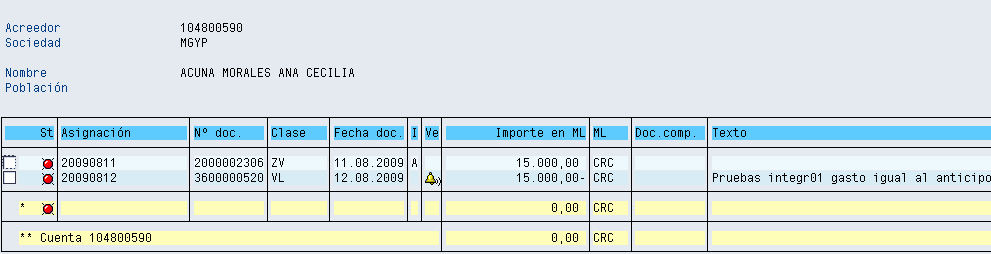 Acreedor 104800590
Sociedad MGYP
Nombre ACUNA MORALES ANA CECILIA
Población
St Asignación Nº doc. Clase Fecha doc. I Ve Importe en ML ML Doc.comp. Texto
20090811 2000002306 ZV 11.08.2009 A 15.000,00 CRC
20090812 3600000520 VL 12.08.2009 15.000,00- CRC Pruebas integr01 gasto igual al anticipo
* 0,00 CRC
** Cuenta 104800590 0,00 CRC